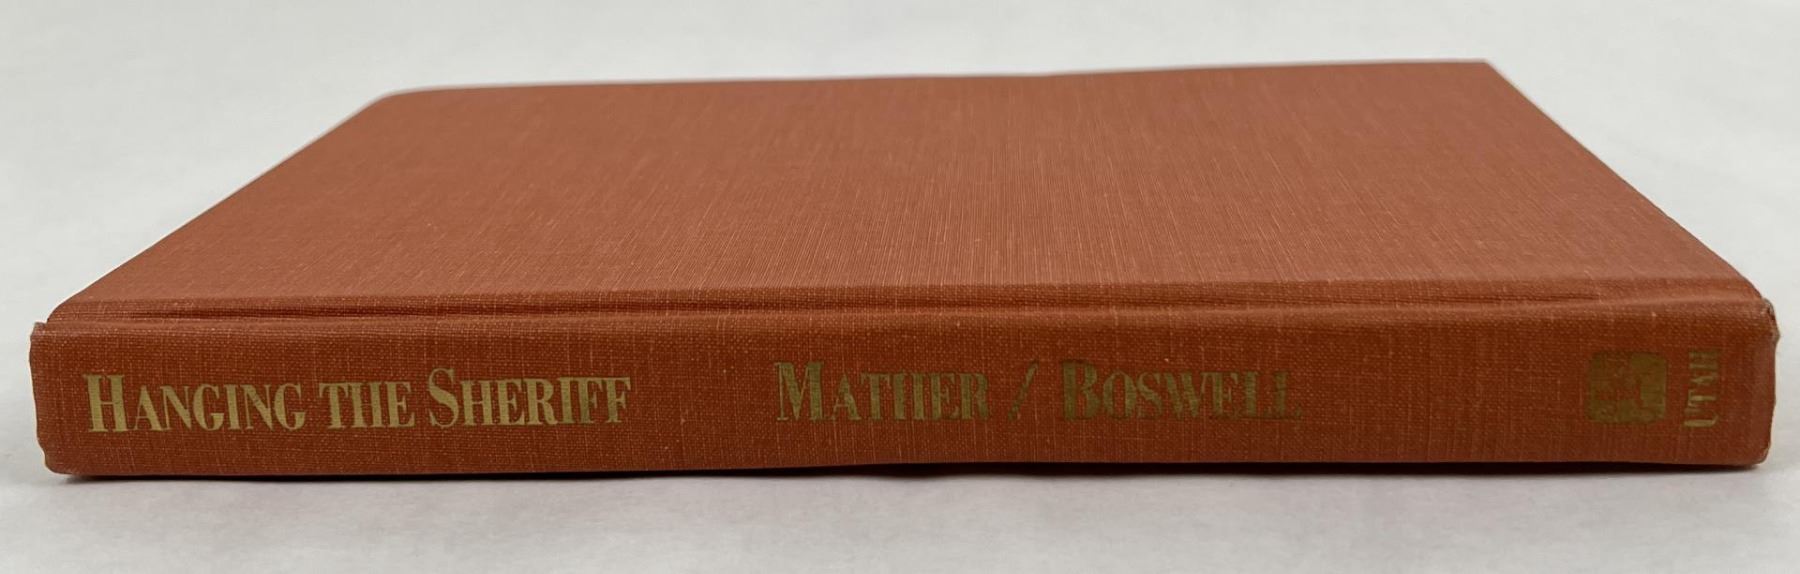 HANGING THE SHERIFF
MATHER / BOSWELL
UTAH